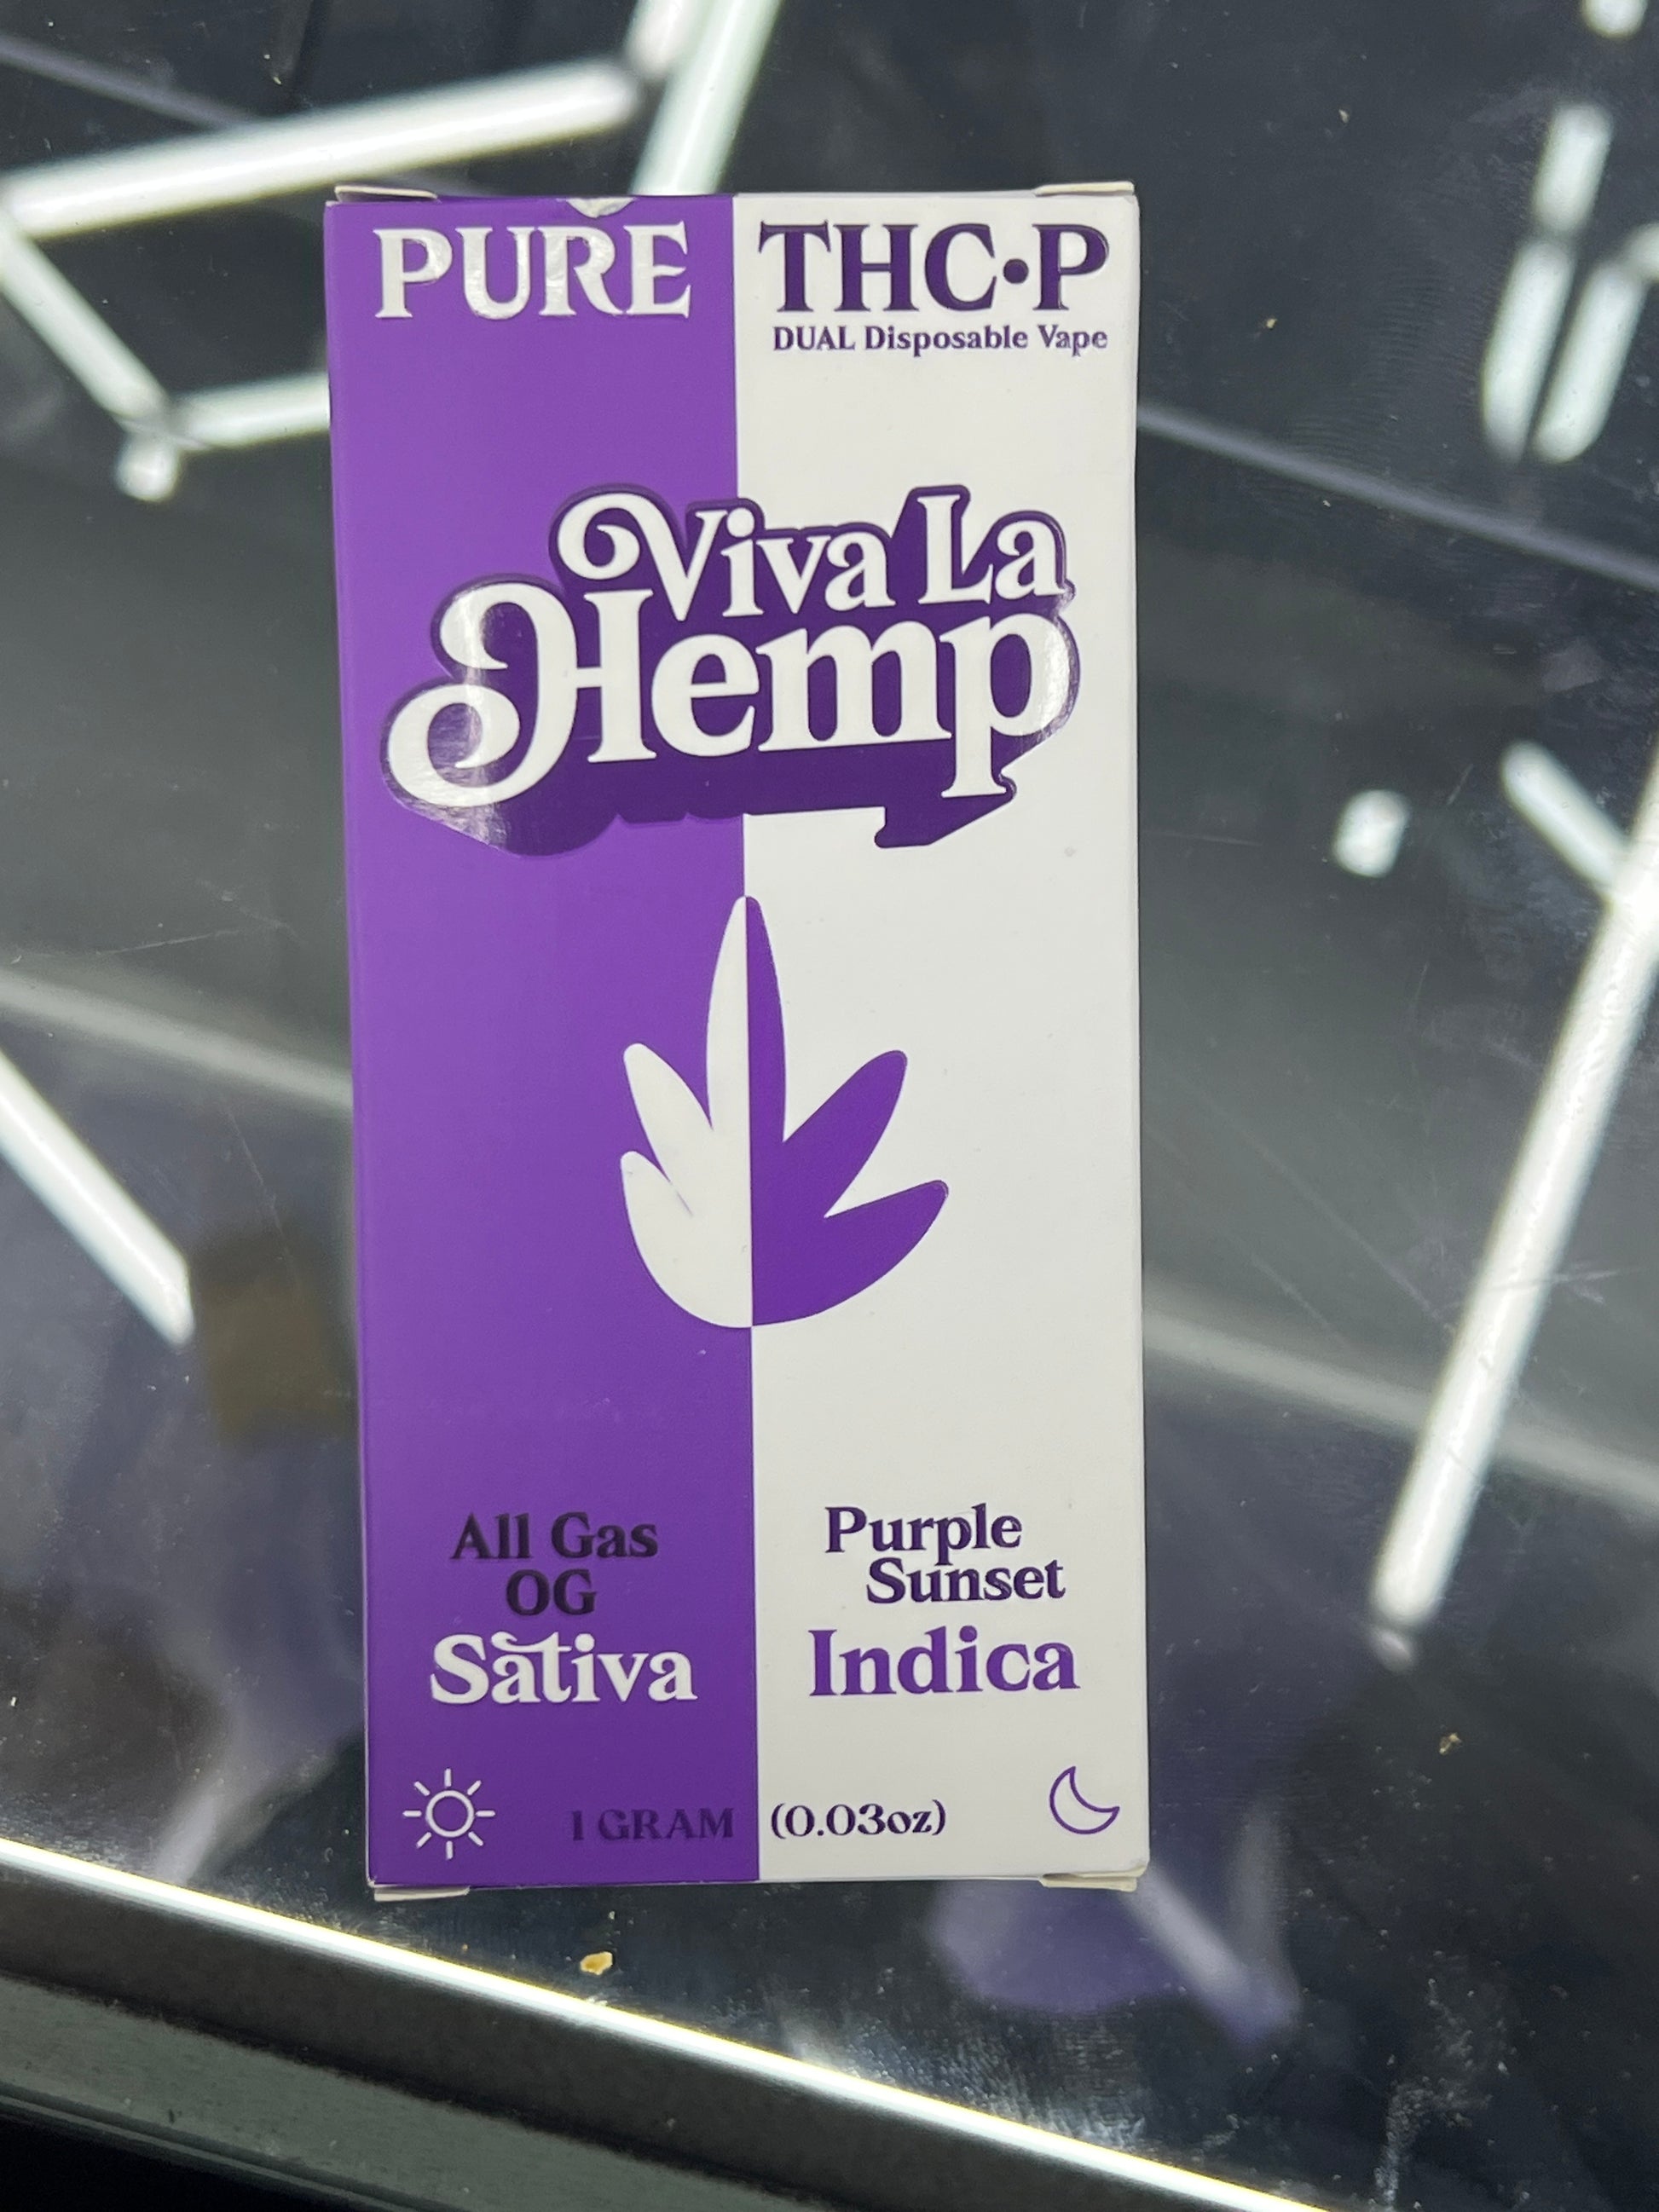 PURE THC•P
DUAL Disposable Vape
Viva La
Hemp
All Gas
OG
Sativa
Purple
Sunset
Indica
1 GRAM (0.03oz)